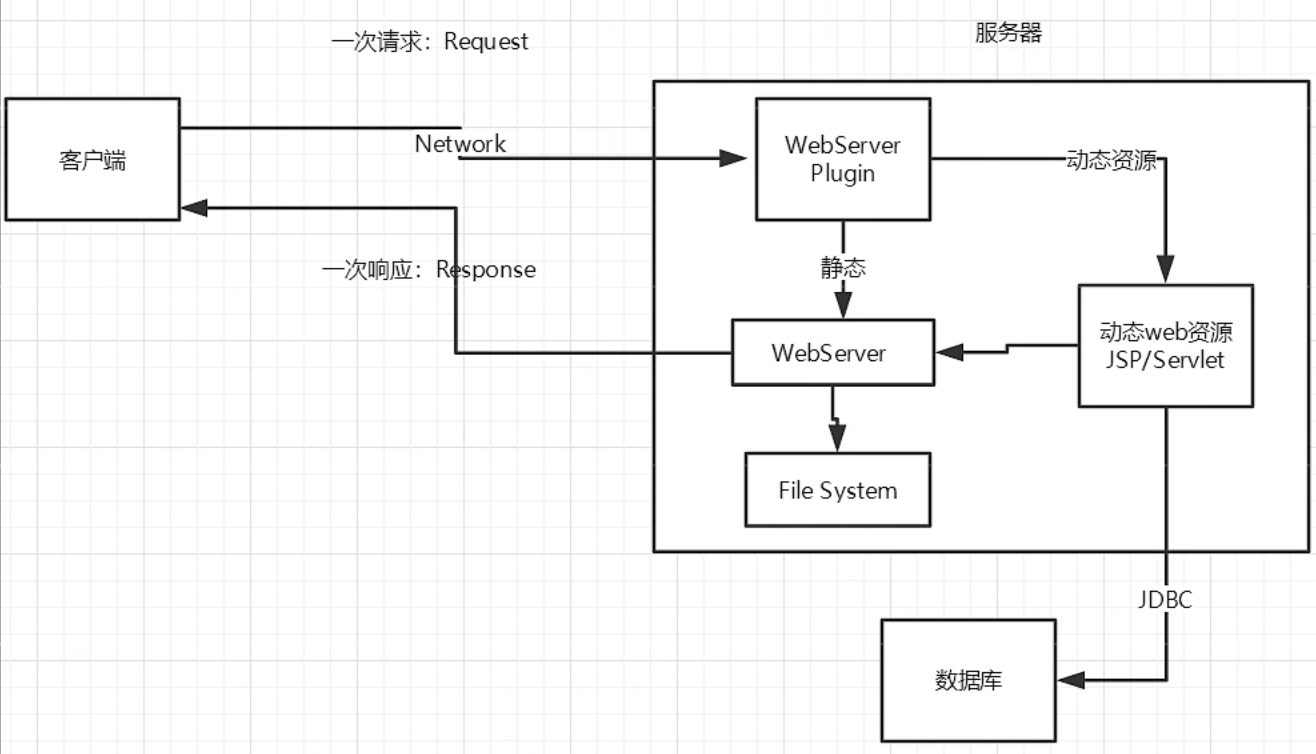 一次请求：Request
服务器
客户端
Network
WebServer
Plugin
动态资源
一次响应：Response
静态
动态web资源
JSP/Servlet
WebServer
File System
JDBC
数据库